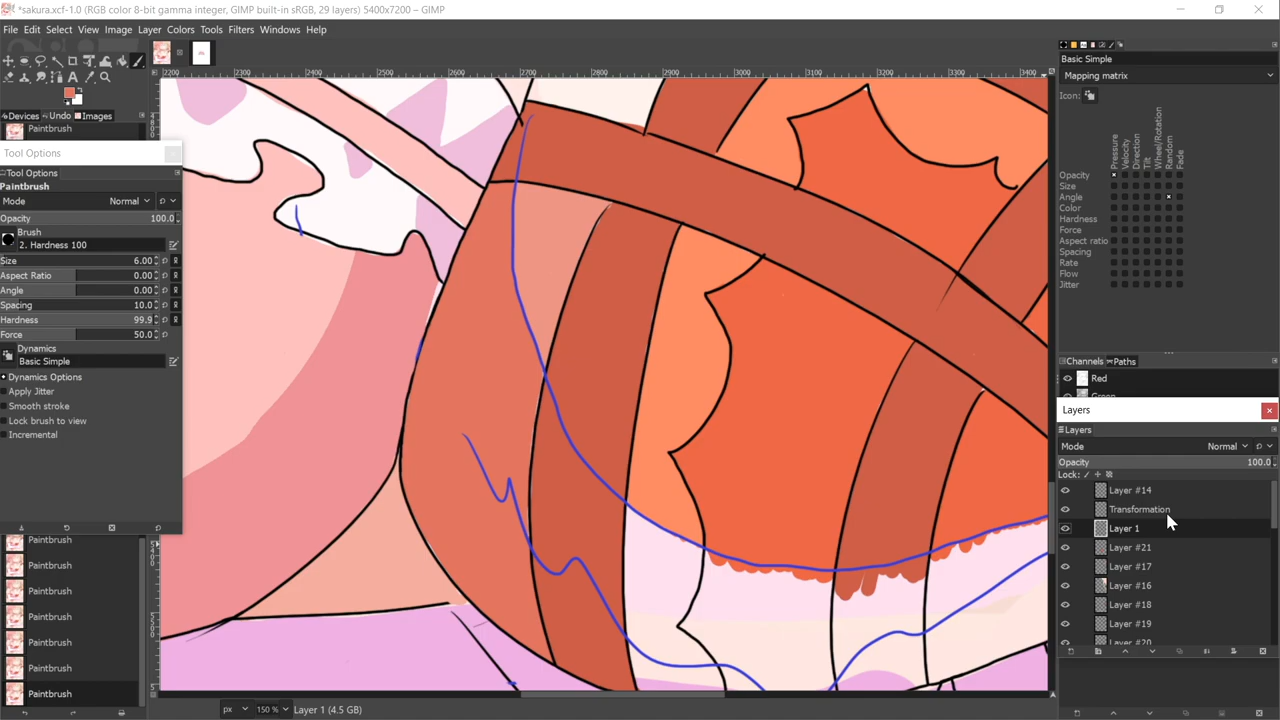 *sakura.xcf-1.0 (RGB color 8-bit gamma integer, GIMP built-in sRGB, 29 layers) 5400x7200 – GIMP
File Edit Select View Image Layer Colors Tools Filters Windows Help
2200 2300 2400 2500 2600 2700 2800 2900 3000 3100 3200 3300 3400
Devices Undo Images
Paintbrush
Tool Options
Tool Options
Paintbrush
Mode Normal
Opacity 100.0
Brush
2. Hardness 100
Size 6.00
Aspect Ratio 0.00
Angle 0.00
Spacing 10.0
Hardness 99.9
Force 50.0
Dynamics
Basic Simple
Dynamics Options
Apply Jitter
Smooth stroke
Lock brush to view
Incremental
Paintbrush
Paintbrush
Paintbrush
Paintbrush
Paintbrush
Paintbrush
Paintbrush
px 150 % Layer 1 (4.5 GB)
Basic Simple
Mapping matrix
Icon:
Pressure Velocity Direction Tilt Wheel/Rotation Random Fade
Opacity
Size
Angle
Color
Hardness
Force
Aspect ratio
Spacing
Rate
Flow
Jitter
Channels Paths
Red
Green
Layers
Layers
Mode Normal
Opacity 100.0
Lock:
Layer #14
Transformation
Layer 1
Layer #21
Layer #17
Layer #16
Layer #18
Layer #19
Layer #20